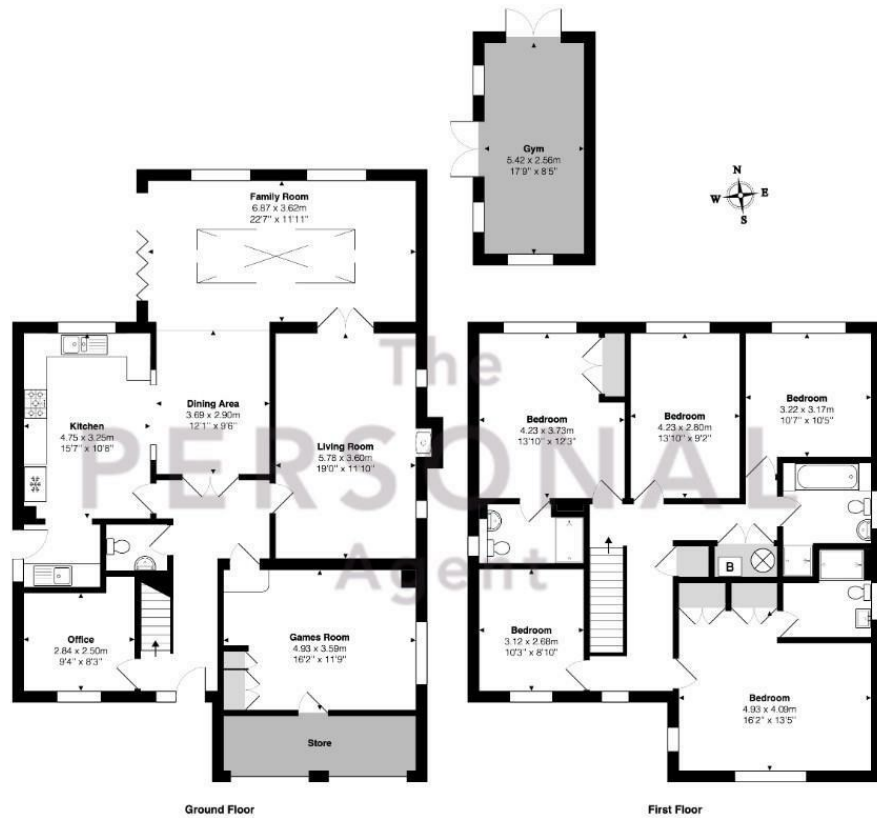 Gym
5.42 x 2.56m
17'9" x 8'5"
N
W E
S
Family Room
6.87 x 3.62m
22'7" x 11'11"
Kitchen
4.75 x 3.25m
15'7" x 10'8"
Dining Area
3.69 x 2.90m
12'1" x 9'6"
Living Room
5.78 x 3.60m
19'0" x 11'10"
Office
2.84 x 2.50m
9'4" x 8'3"
Games Room
4.93 x 3.59m
16'2" x 11'9"
Store
Ground Floor
Bedroom
4.23 x 3.73m
13'10" x 12'3"
Bedroom
4.23 x 2.80m
13'10" x 9'2"
Bedroom
3.22 x 3.17m
10'7" x 10'5"
B
Bedroom
3.12 x 2.68m
10'3" x 8'10"
Bedroom
4.93 x 4.09m
16'2" x 13'5"
First Floor
The
PERSONAL
Agent